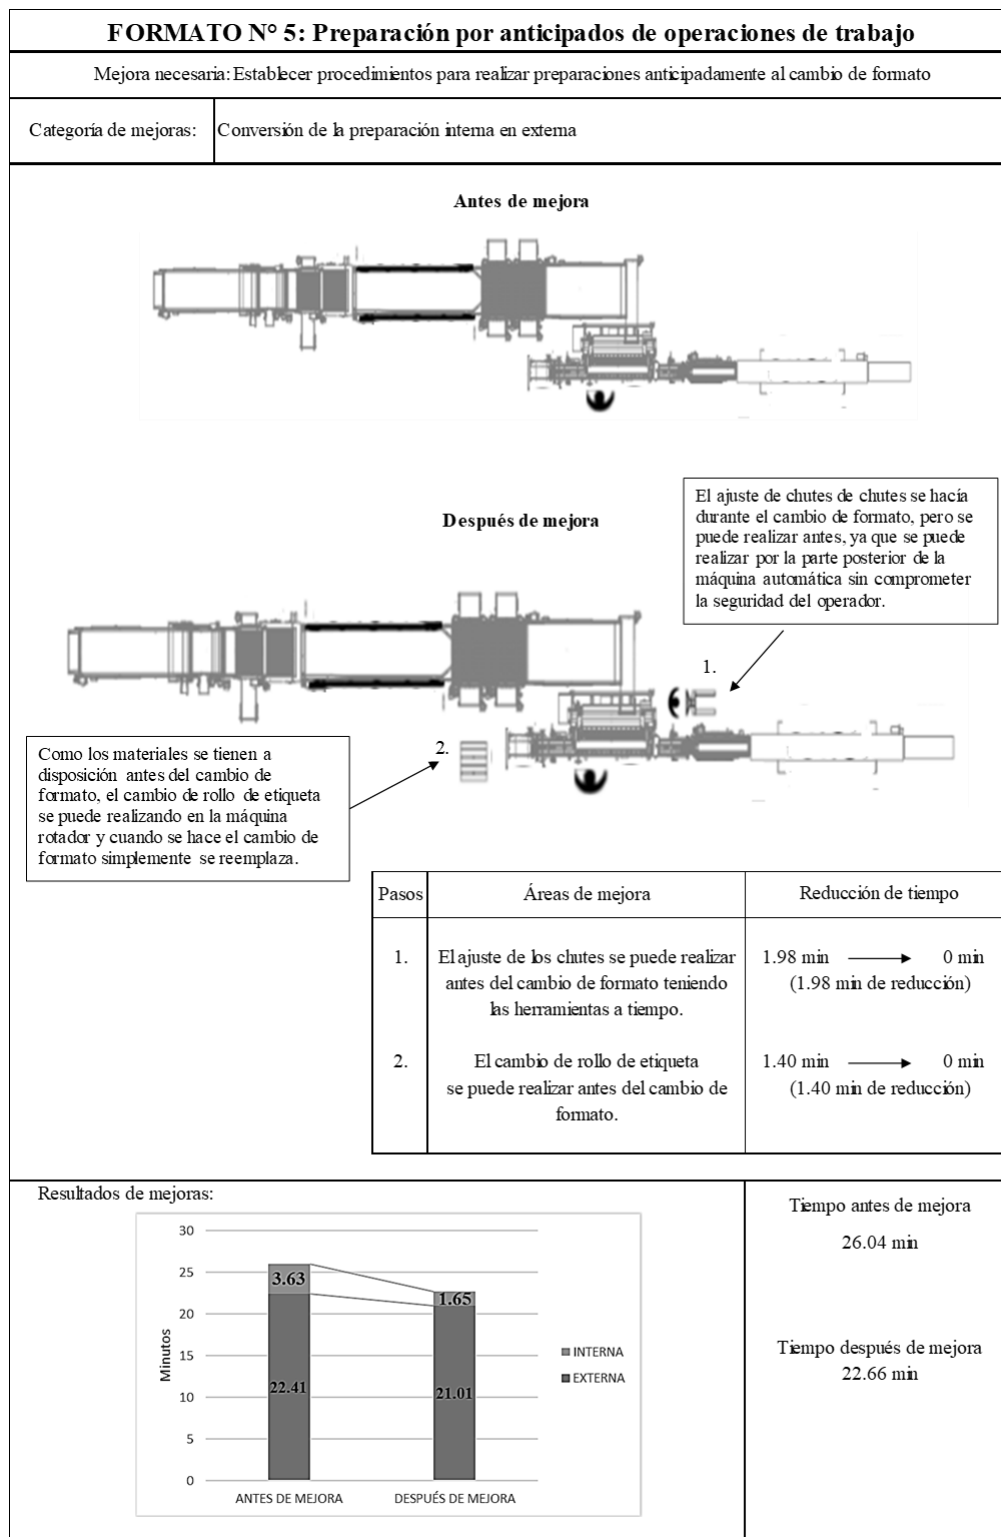 FORMATO N° 5: Preparación por anticipados de operaciones de trabajo
Mejora necesaria: Establecer procedimientos para realizar preparaciones anticipadamente al cambio de formato
Categoría de mejoras:
Conversión de la preparación interna en externa
Antes de mejora
Después de mejora
El ajuste de chutes de chutes se hacía
durante el cambio de formato, pero se
puede realizar antes, ya que se puede
realizar por la parte posterior de la
máquina automática sin comprometer
la seguridad del operador.
1.
2.
Como los materiales se tienen a
disposición antes del cambio de
formato, el cambio de rollo de etiqueta
se puede realizando en la máquina
rotador y cuando se hace el cambio de
formato simplemente se reemplaza.
Pasos Áreas de mejora Reducción de tiempo
1. El ajuste de los chutes se puede realizar 1.98 min 0 min
antes del cambio de formato teniendo (1.98 min de reducción)
las herramientas a tiempo.
2. El cambio de rollo de etiqueta 1.40 min 0 min
se puede realizar antes del cambio de (1.40 min de reducción)
formato.
Resultados de mejoras:
30
25
20
15
10
5
0
Minutos
3.63
22.41
1.65
21.01
INTERNA
EXTERNA
ANTES DE MEJORA DESPUÉS DE MEJORA
Tiempo antes de mejora
26.04 min
Tiempo después de mejora
22.66 min